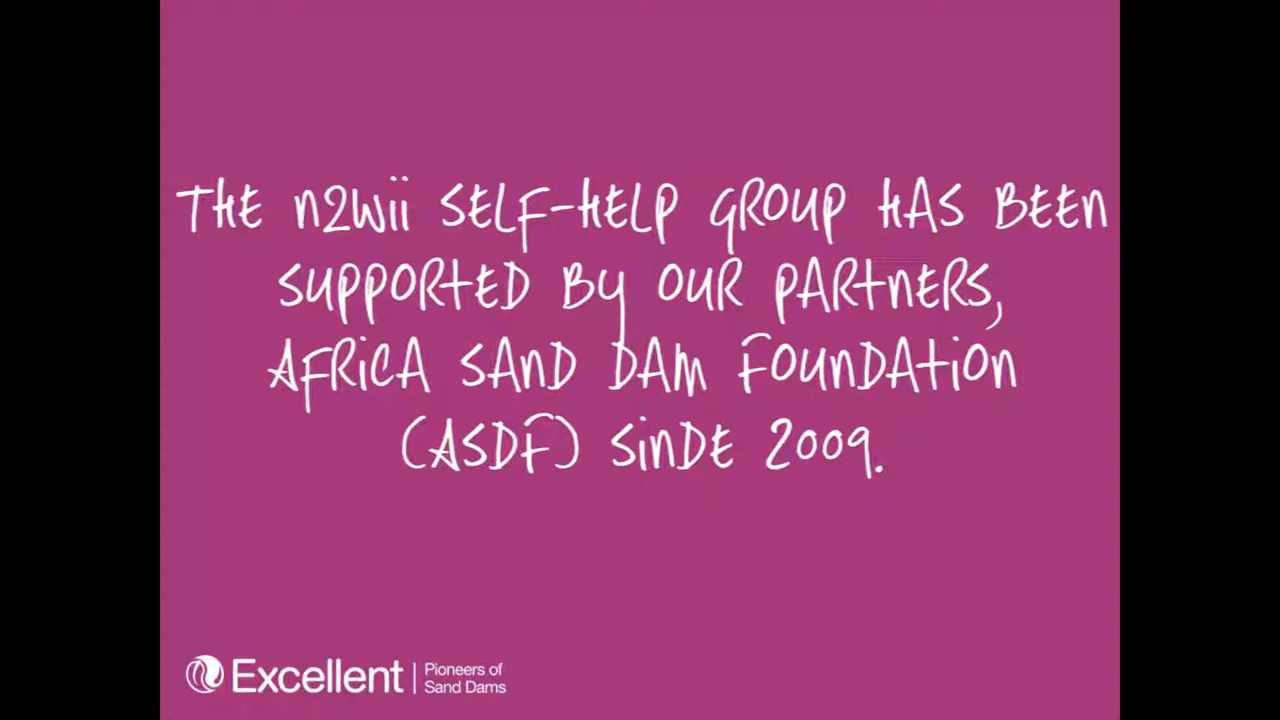 THE N2Wii SELF-HELP GROUP HAS BEEN
SUPPORTED BY OUR PARTNERS,
AFRICA SAND DAM FOUNDATION
(ASDF) SINDE 2009.
Excellent | Pioneers of
Sand Dams